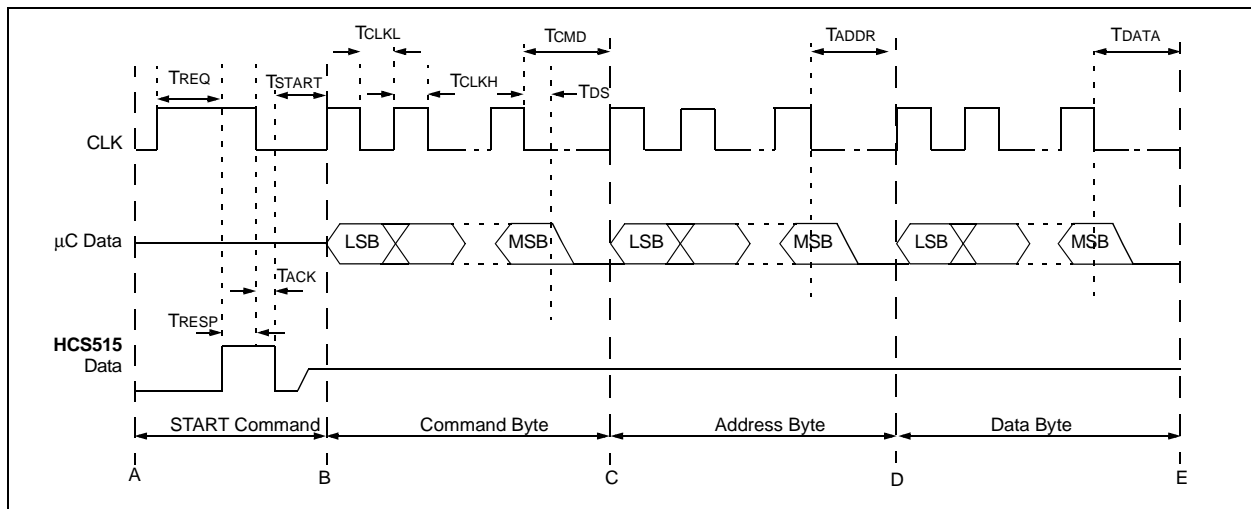 TCLKL TCMD TADDR TDATA
TREQ TSTART TCLKH TDS
CLK
μC Data LSB MSB LSB MSB LSB MSB
TACK
TRESP
HCS515
Data
START Command Command Byte Address Byte Data Byte
A B C D E